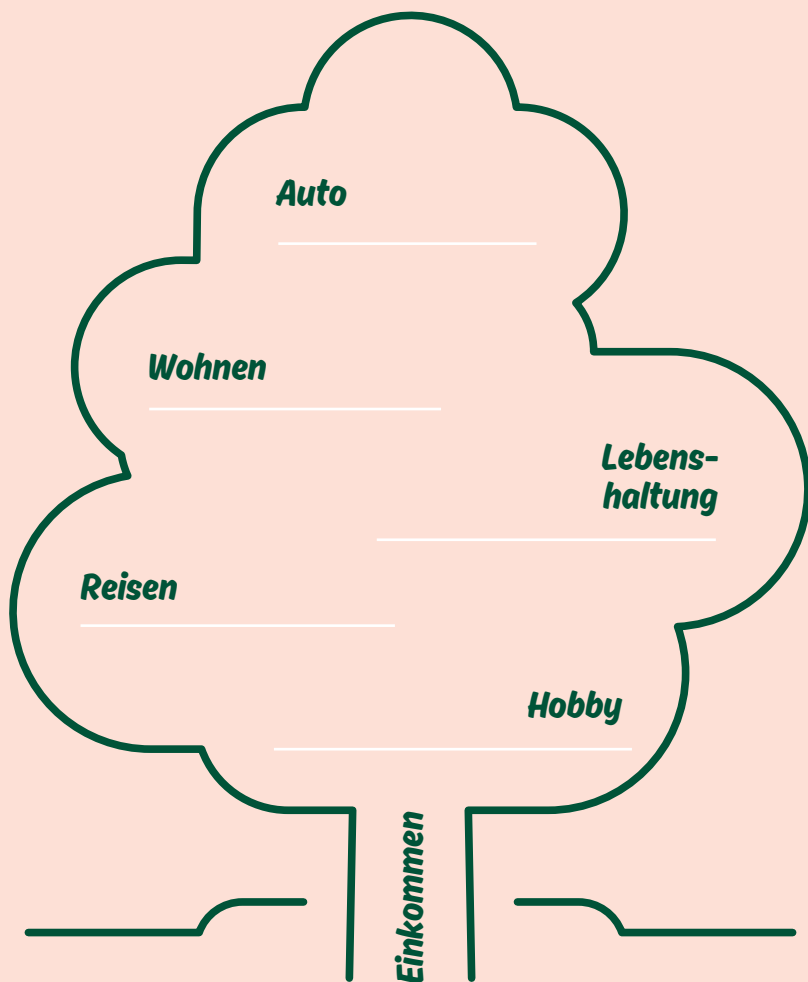 Auto
Wohnen
Lebens-
haltung
Reisen
Hobby
Einkommen